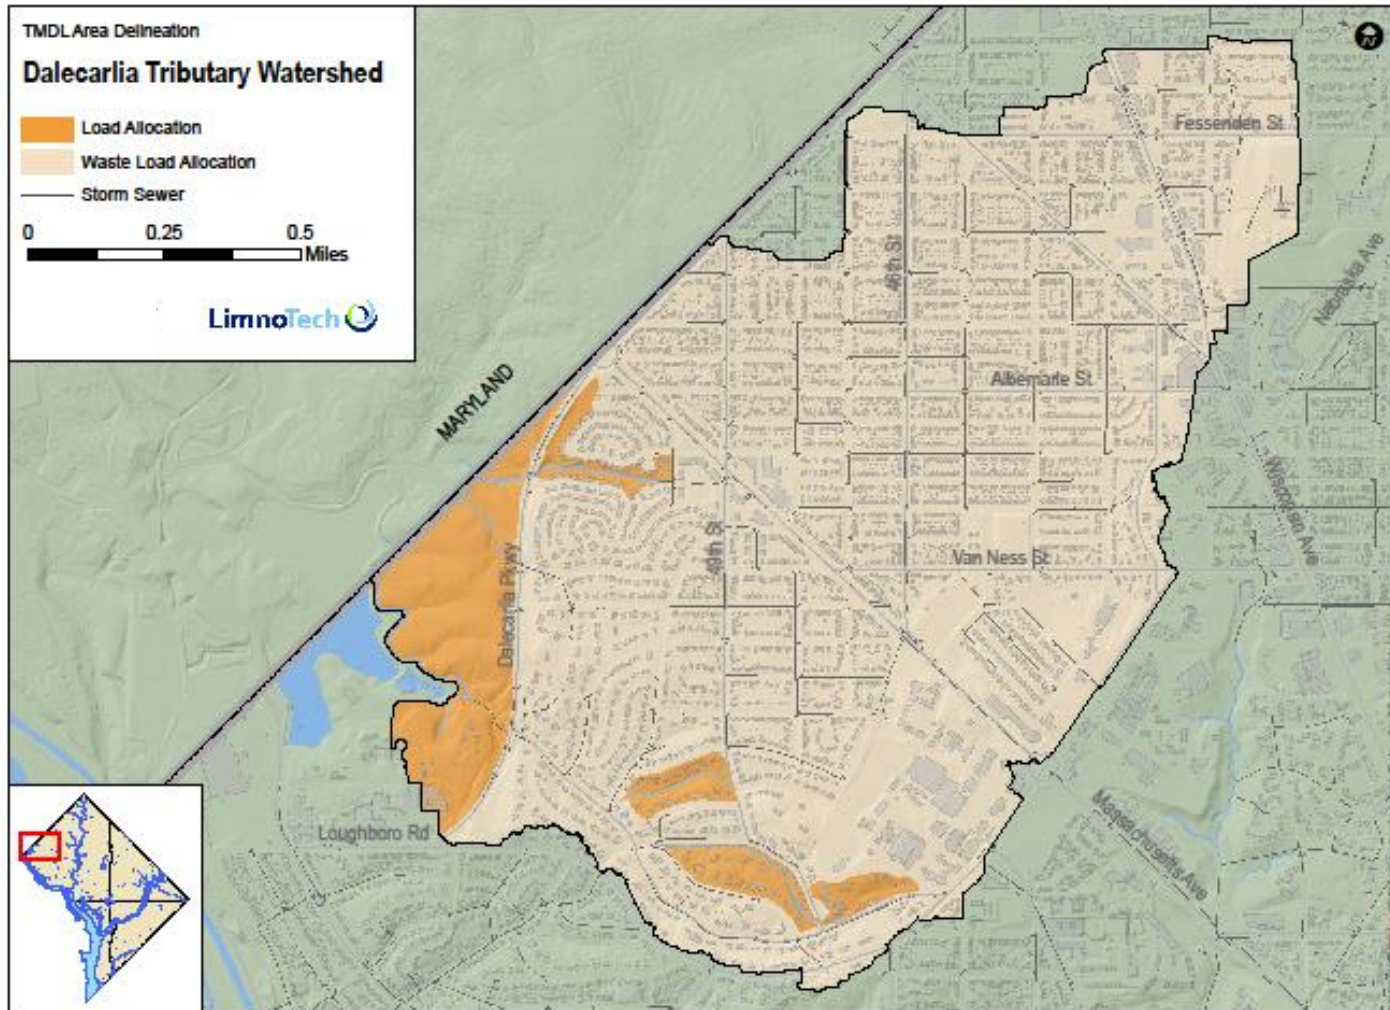 TMDL Area Delineation
Dalecarlia Tributary Watershed
Load Allocation
Waste Load Allocation
Storm Sewer
0 0.25 0.5
Miles
LimnoTech
N
MARYLAND
Fessenden St
46th St
Nebraska Ave
Albemarle St
Wisconsin Ave
49th St
Van Ness St
Dalecarlia Pkwy
Loughboro Rd
Massachusetts Ave